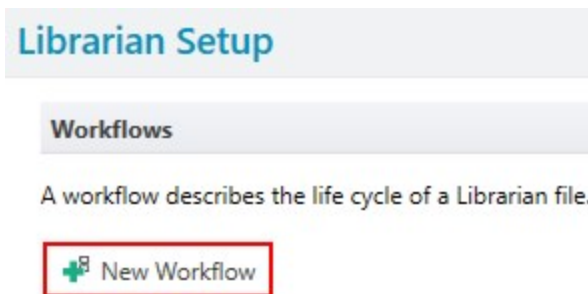 Librarian Setup
Workflows
A workflow describes the life cycle of a Librarian file.
New Workflow